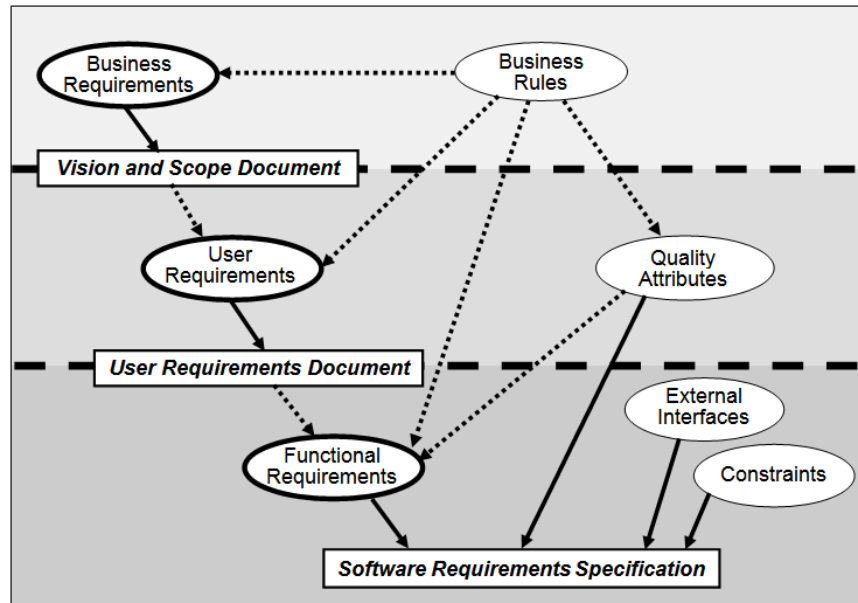 Business
Requirements
Business
Rules
Vision and Scope Document
User
Requirements
Quality
Attributes
User Requirements Document
External
Interfaces
Functional
Requirements
Constraints
Software Requirements Specification